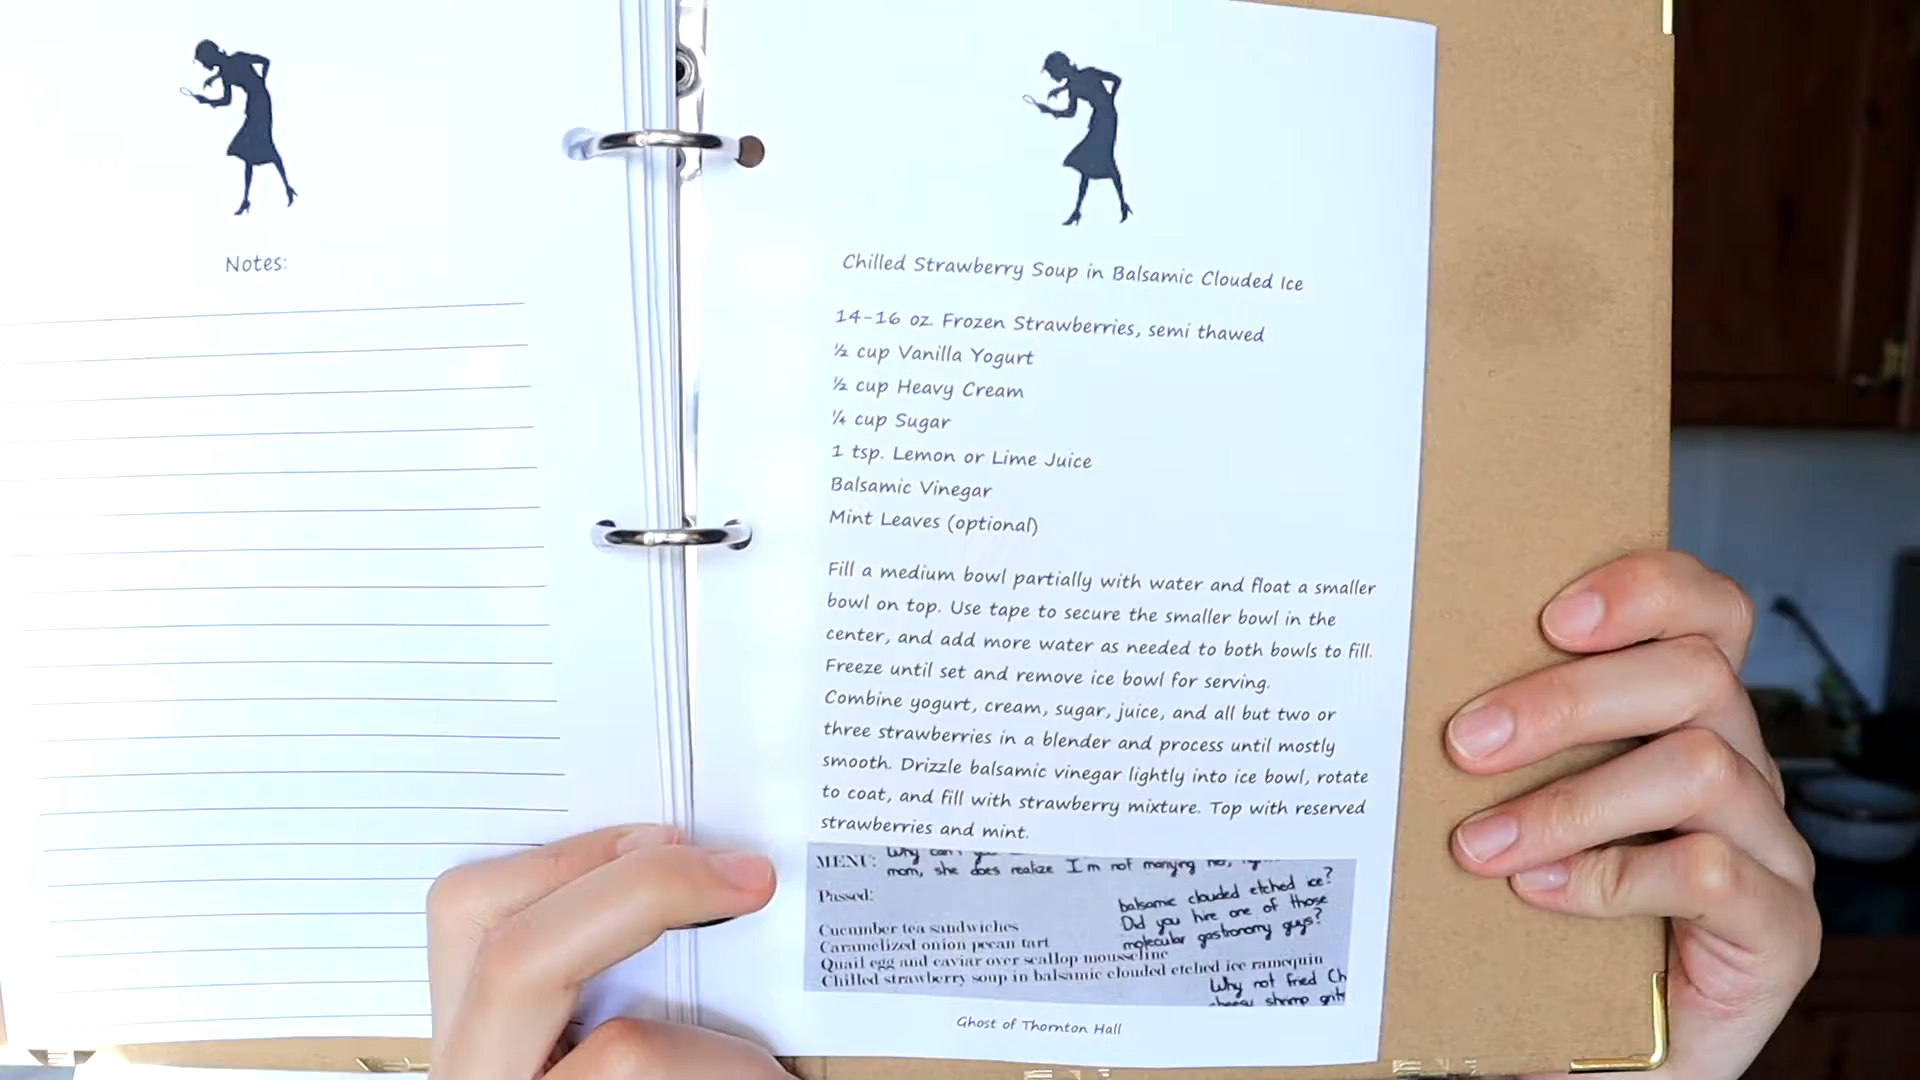 Notes:
Chilled Strawberry Soup in Balsamic Clouded Ice
14-16 oz. Frozen Strawberries, semi thawed
½ cup Vanilla Yogurt
½ cup Heavy Cream
¼ cup Sugar
1 tsp. Lemon or Lime Juice
Balsamic Vinegar
Mint Leaves (optional)
Fill a medium bowl partially with water and float a smaller
bowl on top. Use tape to secure the smaller bowl in the
center, and add more water as needed to both bowls to fill.
Freeze until set and remove ice bowl for serving.
Combine yogurt, cream, sugar, juice, and all but two or
three strawberries in a blender and process until mostly
smooth. Drizzle balsamic vinegar lightly into ice bowl, rotate
to coat, and fill with strawberry mixture. Top with reserved
strawberries and mint.
MENU: Why can't
mom, she does realize I'm not marrying
Passed:
balsamic clouded etched ice?
Did you hire one of those
molecular gastronomy guys?
Cucumber tea sandwiches
Caramelized onion pecan tart
Quail egg and caviar over scallop mousseline
Chilled strawberry soup in balsamic clouded etched ice ramequin
Why not fried Ch
shrimp
Ghost of Thornton Hall